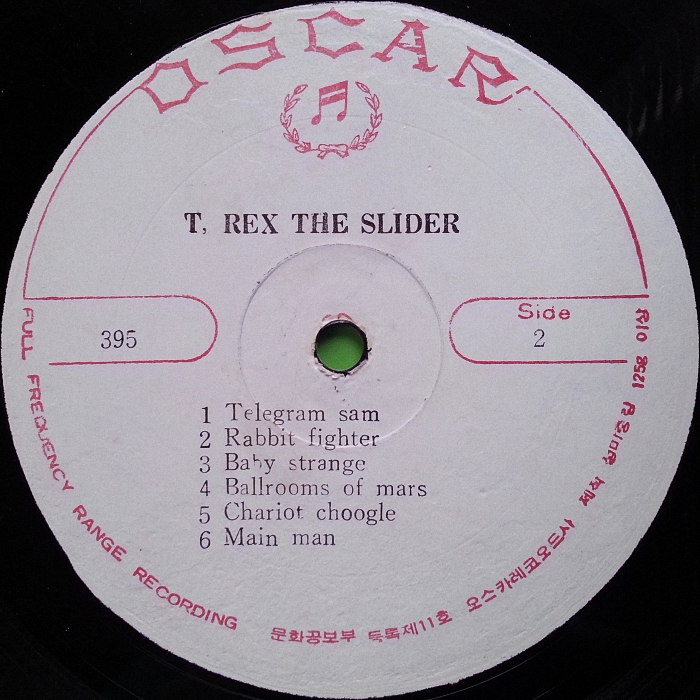 OSCAR
T, REX THE SLIDER
395
Side
2
1 Telegram sam
2 Rabbit fighter
3 Baby strange
4 Ballrooms of mars
5 Chariot choogle
6 Main man
FULL FREQUENCY RANGE RECORDING
문화공보부 등록제11호 오스카레코오드사 제작